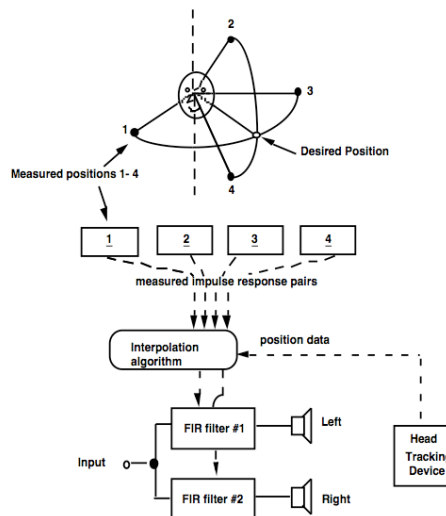 2
3
1
Desired Position
4
Measured positions 1- 4
1 2 3 4
measured impulse response pairs
Interpolation
algorithm
position data
FIR filter #1
Left
Head
Tracking
Device
Input
FIR filter #2
Right